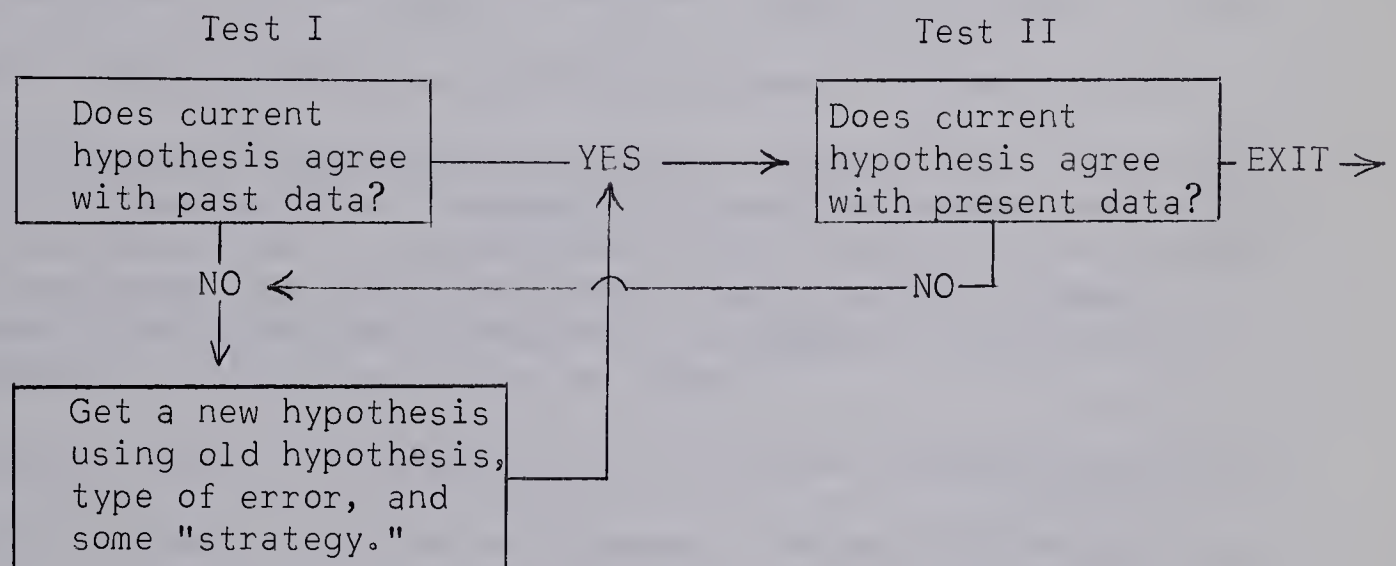 Test I
Does current
hypothesis agree
with past data?
YES
Test II
Does current
hypothesis agree
with present data?
EXIT
NO
NO
Get a new hypothesis
using old hypothesis,
type of error, and
some "strategy."